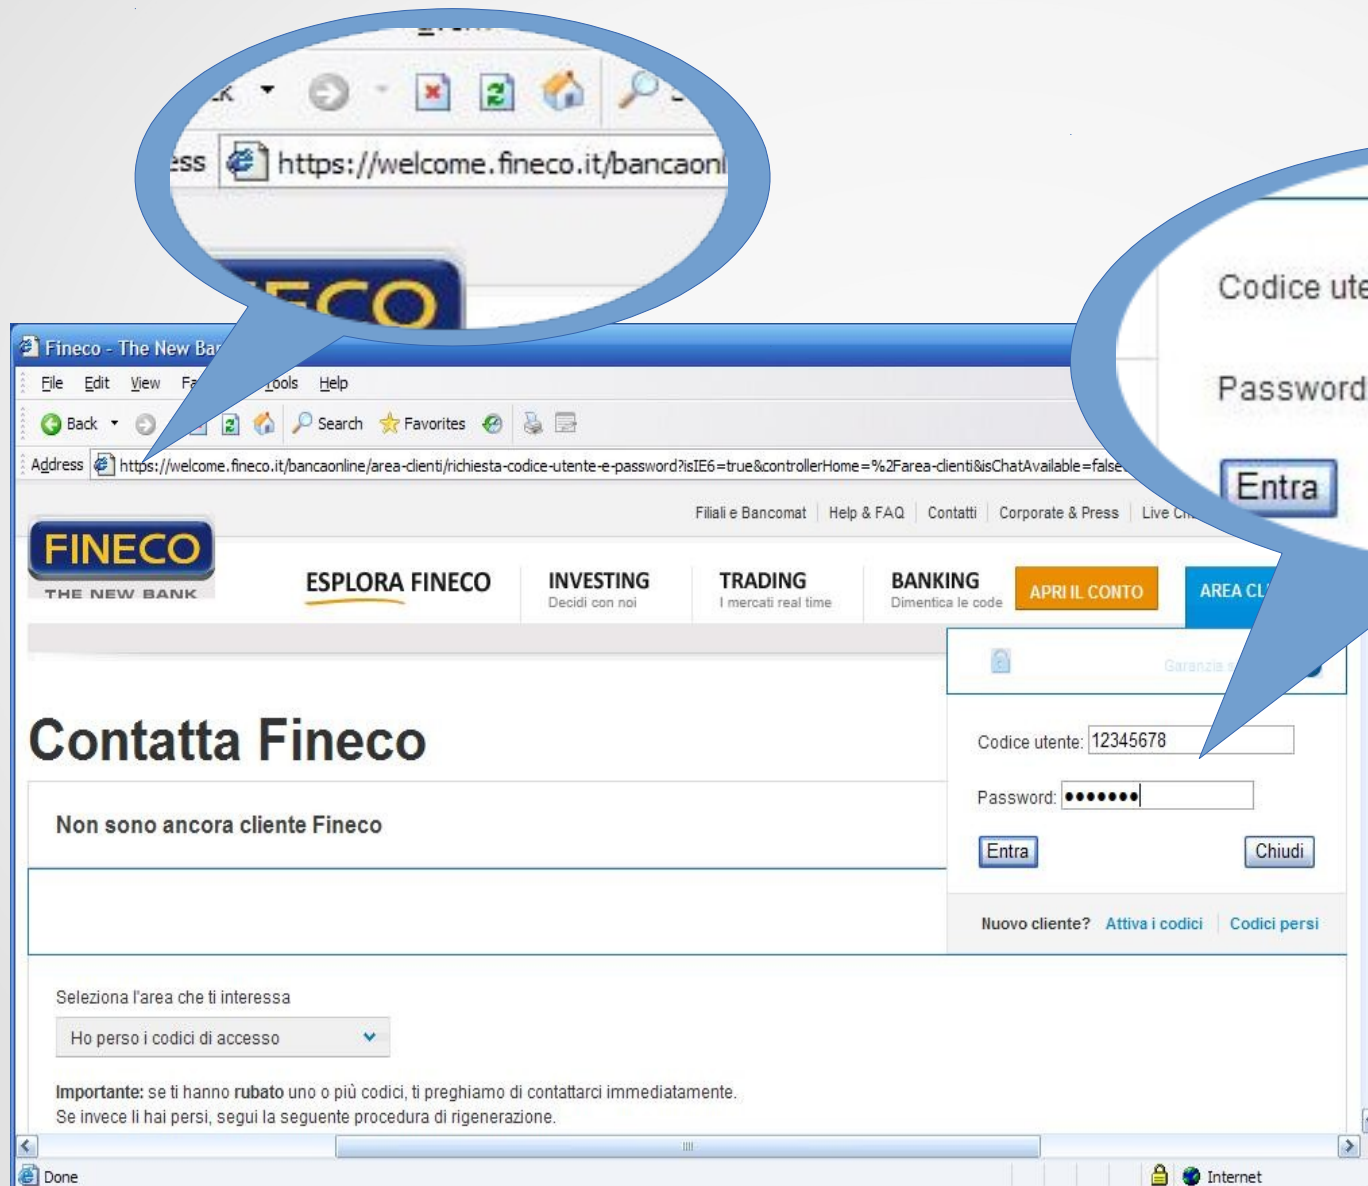 https://welcome.fineco.it/bancaonl
Codice ute
Password:
Entra
Fineco - The New Ba
File Edit View Fa Tools Help
Back Search Favorites
Address https://welcome.fineco.it/bancaonline/area-clienti/richiesta-codice-utente-e-password?isIE6=true&controllerHome=%2Farea-clienti&isChatAvailable=false
Filiali e Bancomat Help & FAQ Contatti Corporate & Press Live
FINECO
THE NEW BANK
ESPLORA FINECO INVESTING TRADING BANKING APRI IL CONTO AREA CL
Decidi con noi I mercati real time Dimentica le code
Garanzia
Contatta Fineco
Codice utente: 12345678
Password: •••••••
Non sono ancora cliente Fineco
Entra Chiudi
Nuovo cliente? Attiva i codici Codici persi
Seleziona l'area che ti interessa
Ho perso i codici di accesso
Importante: se ti hanno rubato uno o più codici, ti preghiamo di contattarci immediatamente.
Se invece li hai persi, segui la seguente procedura di rigenerazione.
Done Internet